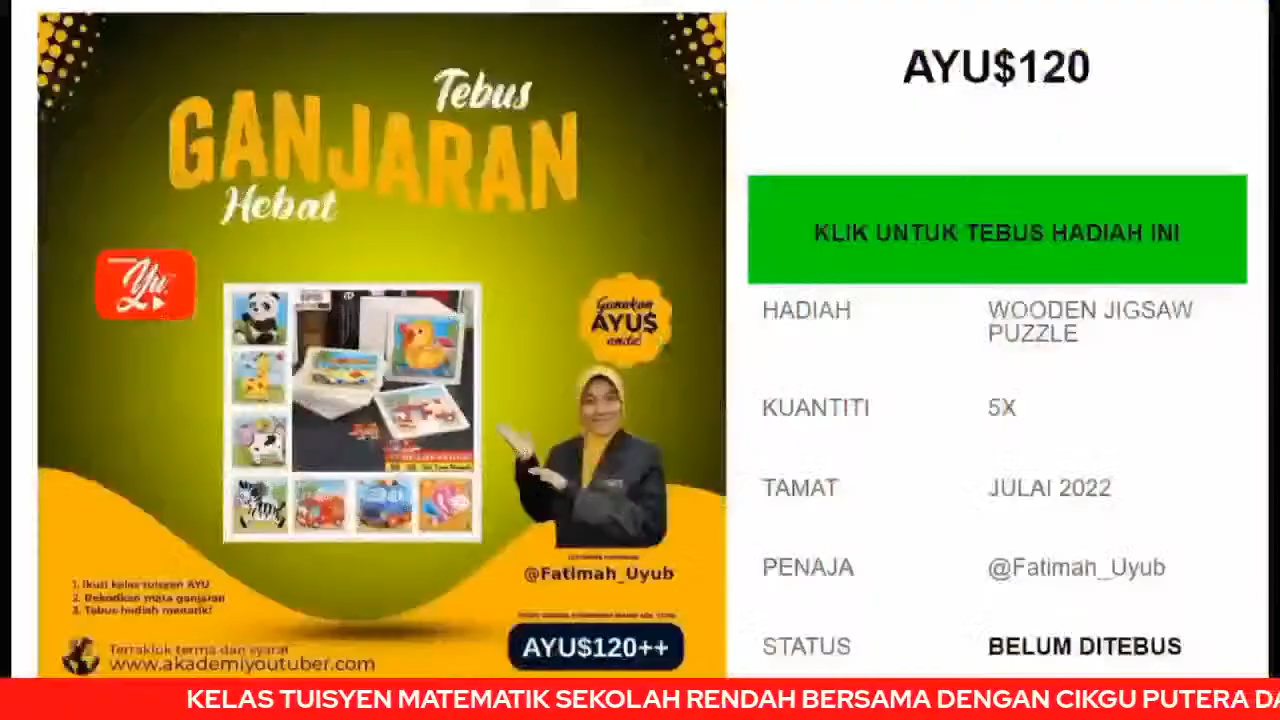 Tebus
GANJARAN
Hebat
Yu
Gunakan
AYU$
anda!
@Fatimah_Uyub
1. Ikuti kelas tuisyen AYU
2. Rekodkan mata ganjaran
3. Tebus hadiah menarik!
Tertakluk terma dan syarat
www.akademiyoutuber.com
AYU$120++
AYU$120
KLIK UNTUK TEBUS HADIAH INI
HADIAH WOODEN JIGSAW
PUZZLE
KUANTITI 5X
TAMAT JULAI 2022
PENAJA @Fatimah_Uyub
STATUS BELUM DITEBUS
KELAS TUISYEN MATEMATIK SEKOLAH RENDAH BERSAMA DENGAN CIKGU PUTERA DA